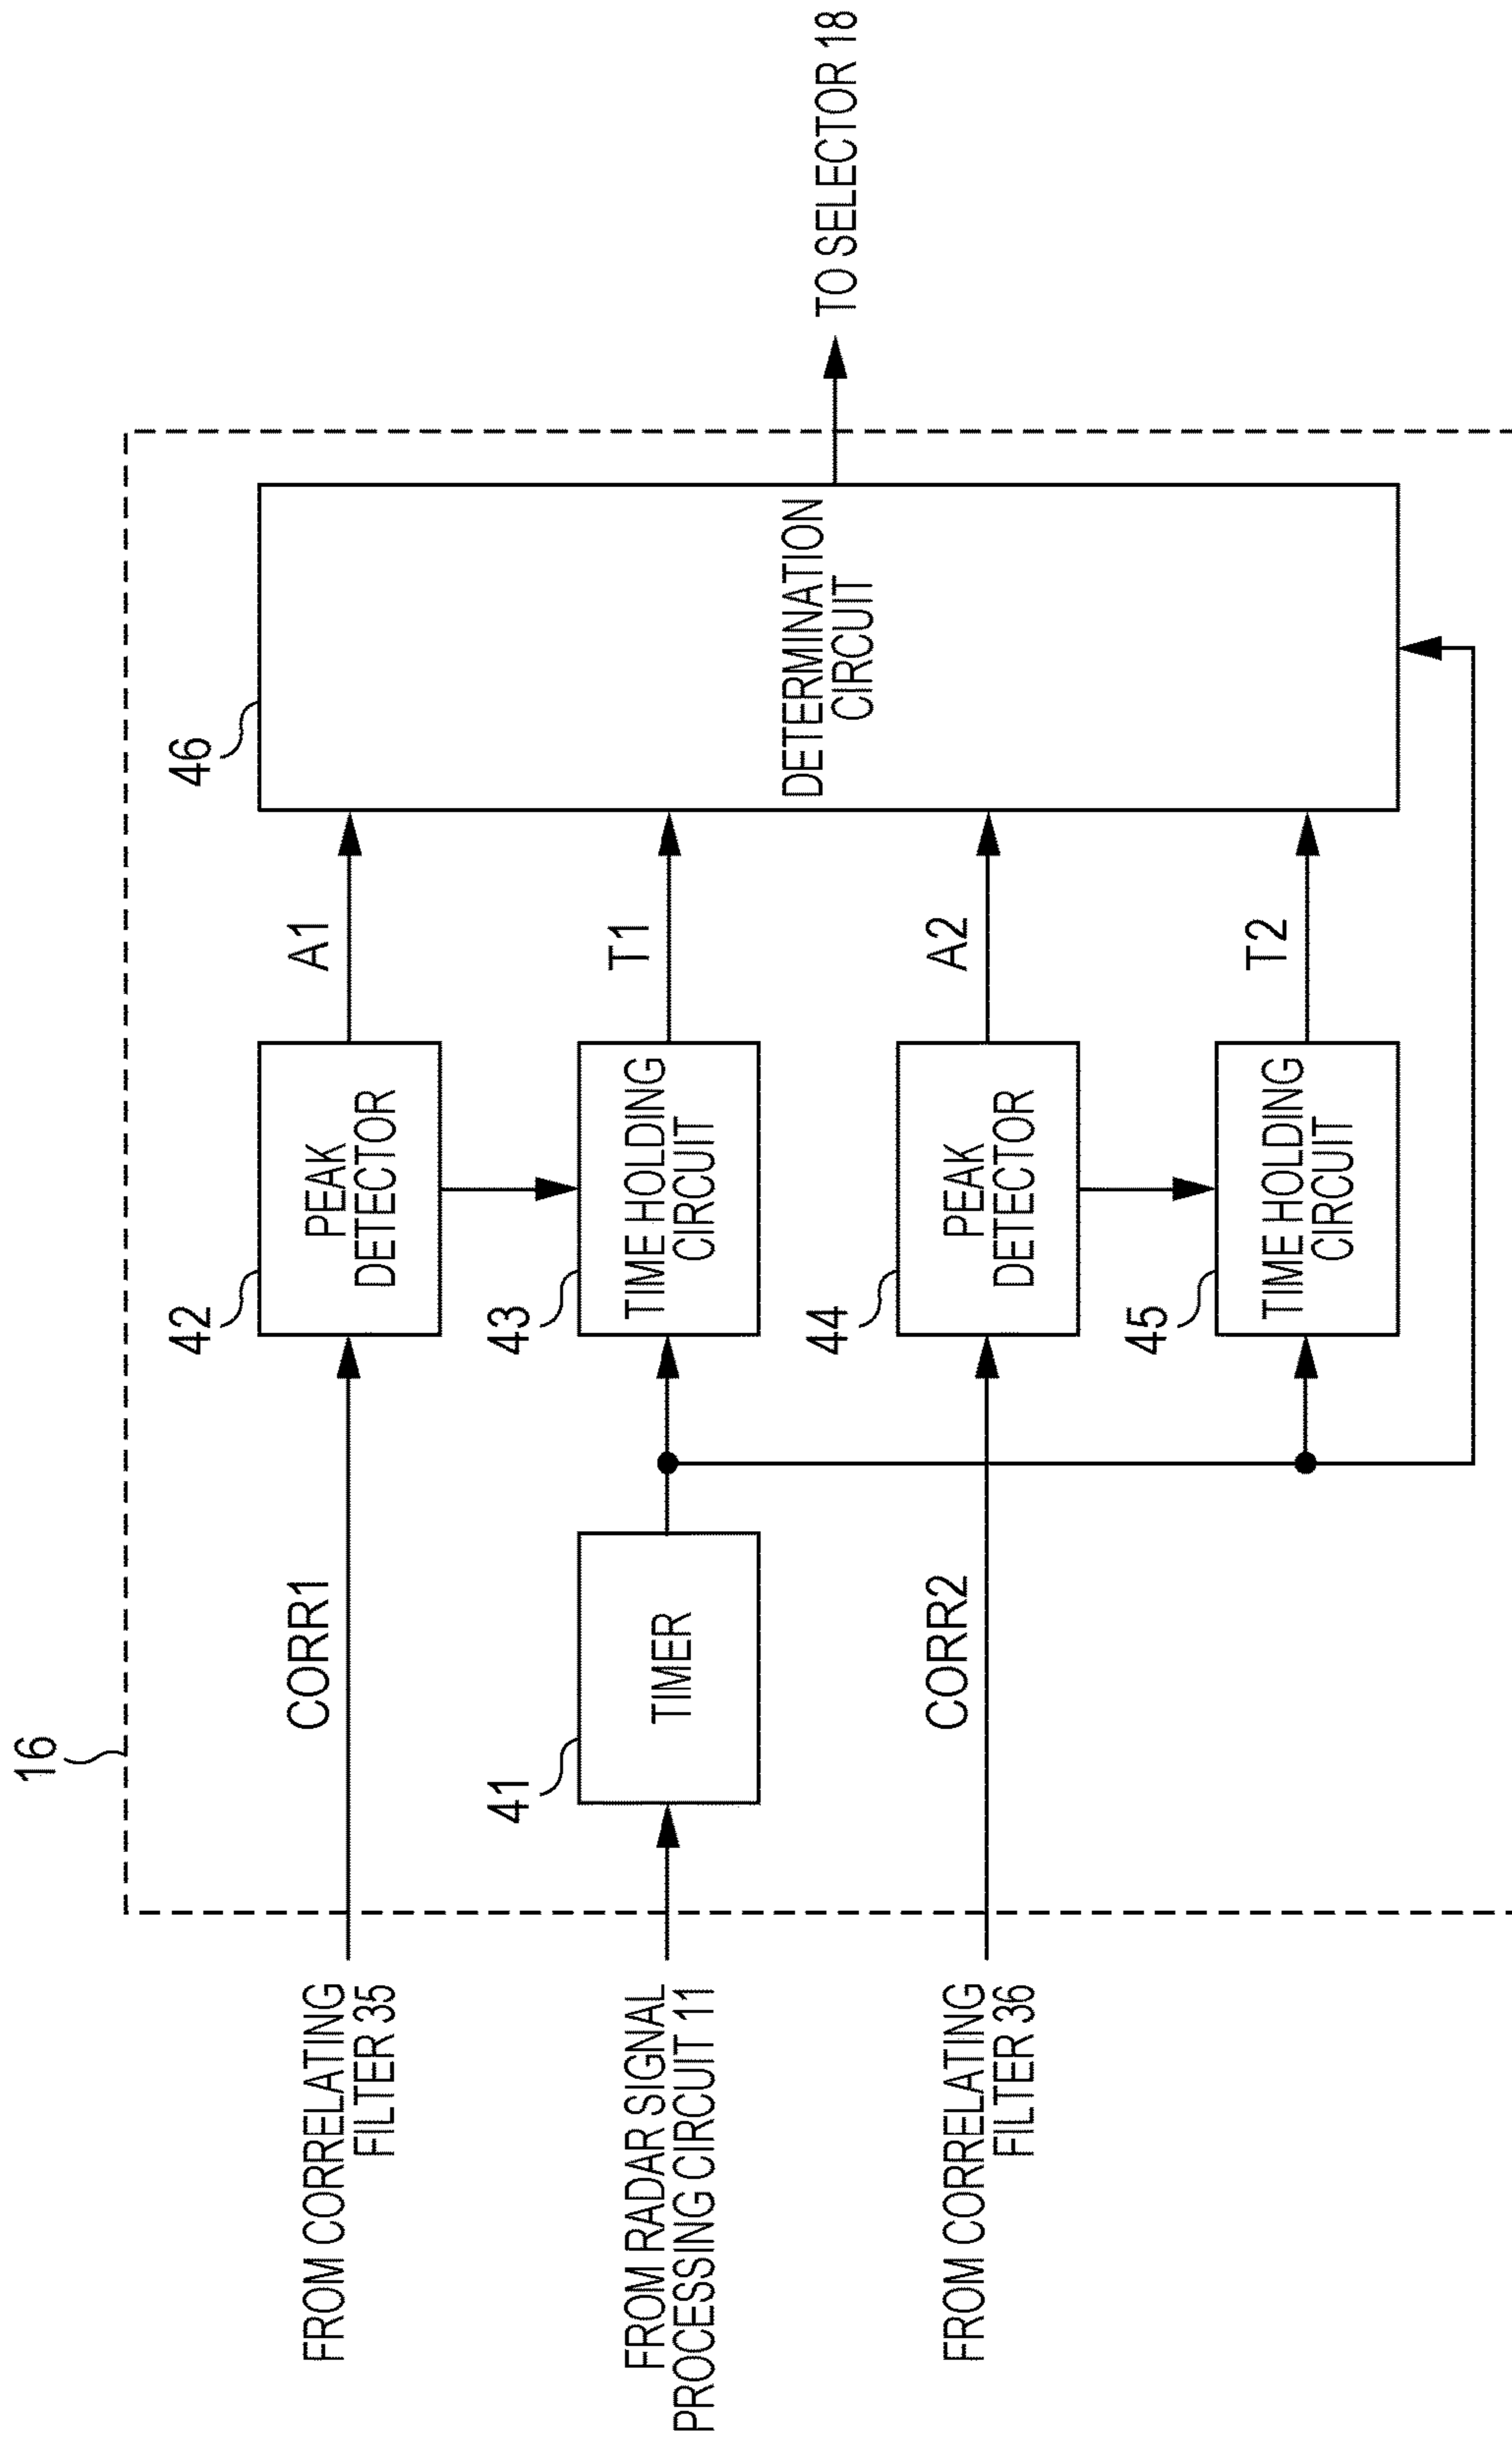 16
FROM CORRELATING
FILTER 35
CORR1
42
PEAK
DETECTOR
A1
46
DETERMINATION
CIRCUIT
TO SELECTOR 18
FROM RADAR SIGNAL
PROCESSING CIRCUIT 11
41
TIMER
43
TIME HOLDING
CIRCUIT
T1
FROM CORRELATING
FILTER 36
CORR2
44
PEAK
DETECTOR
A2
45
TIME HOLDING
CIRCUIT
T2